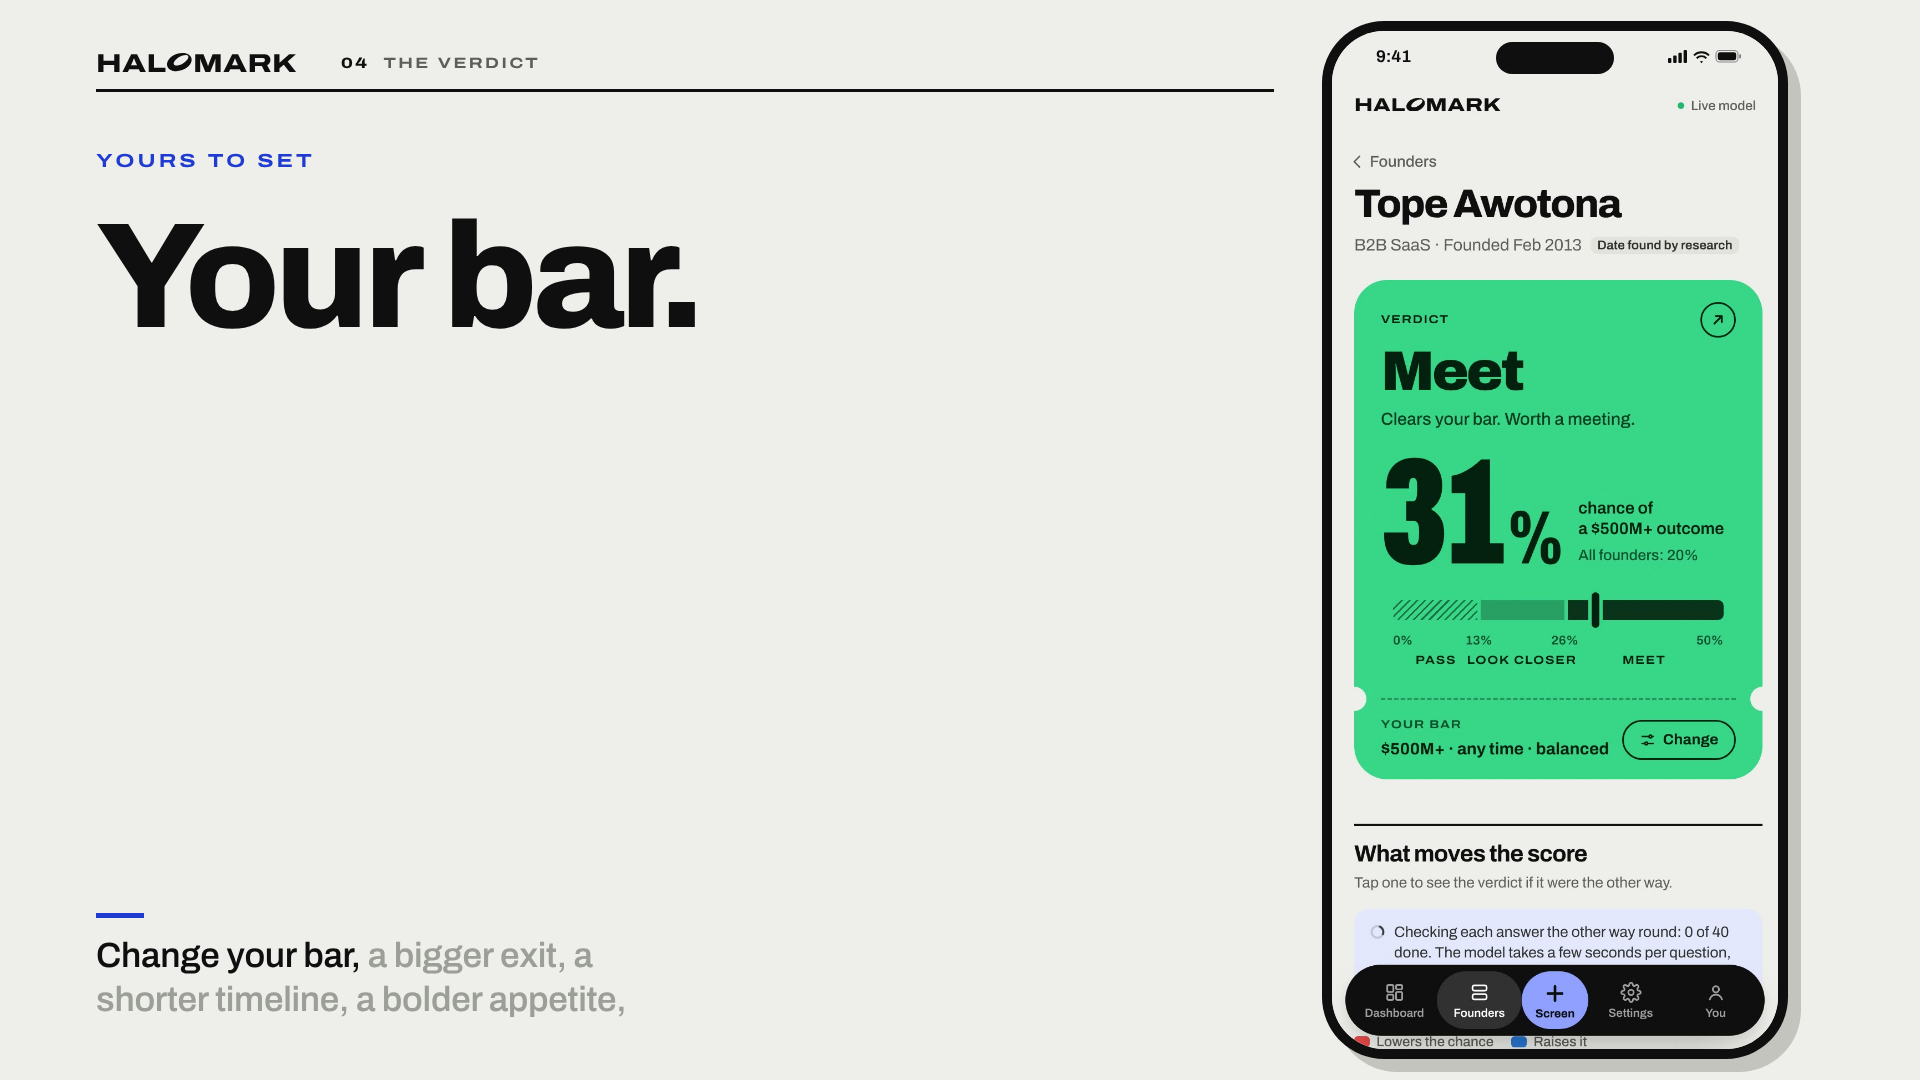 HALOMARK 04 THE VERDICT
YOURS TO SET
Your bar.
Change your bar, a bigger exit, a
shorter timeline, a bolder appetite,
9:41
HALOMARK Live model
Founders
Tope Awotona
B2B SaaS · Founded Feb 2013 Date found by research
VERDICT
Meet
Clears your bar. Worth a meeting.
31%
chance of
a $500M+ outcome
All founders: 20%
0% 13% 26% 50%
PASS LOOK CLOSER MEET
YOUR BAR
$500M+ · any time · balanced
Change
What moves the score
Tap one to see the verdict if it were the other way.
Checking each answer the other way round: 0 of 40
done. The model takes a few seconds per question,
Dashboard Founders Screen Settings You
Lowers the chance Raises it